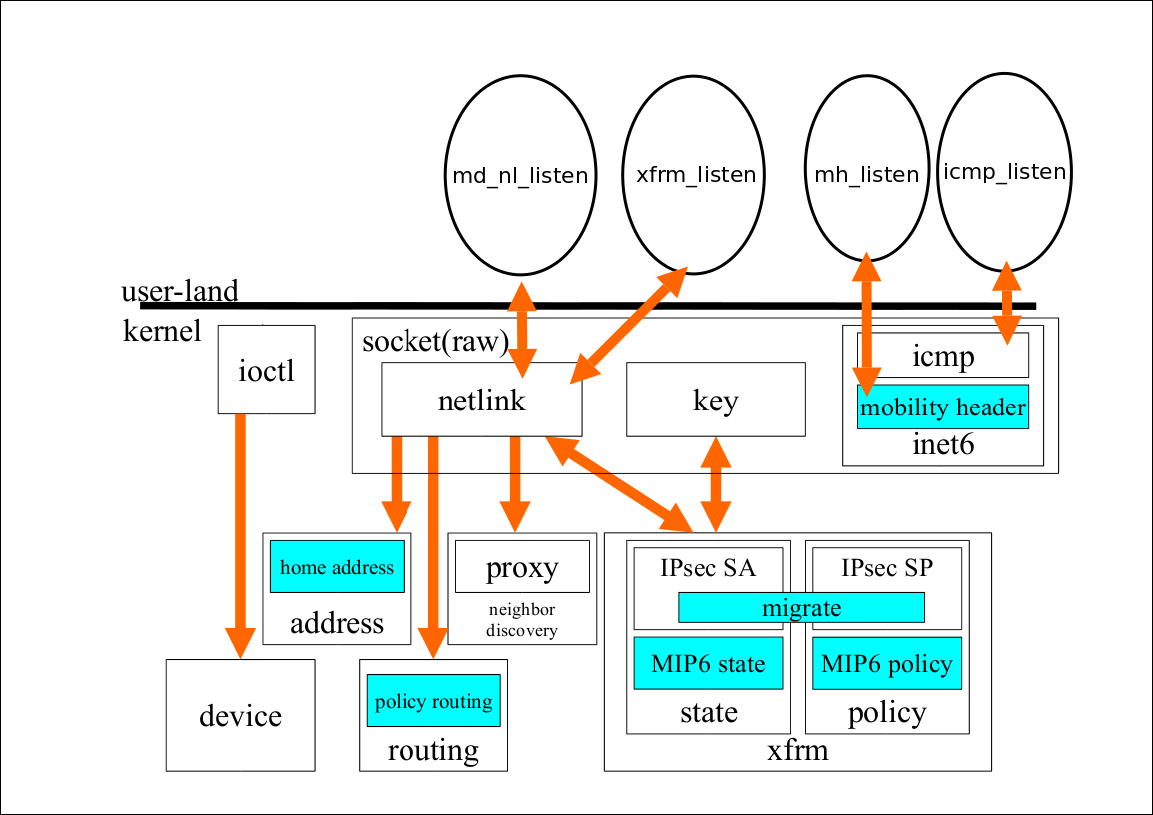 md_nl_listen
xfrm_listen
mh_listen
icmp_listen
user-land
kernel
socket(raw)
ioctl
netlink
key
icmp
mobility header
inet6
home address
address
proxy
neighbor
discovery
IPsec SA
IPsec SP
migrate
MIP6 state
MIP6 policy
state
policy
xfrm
device
policy routing
routing